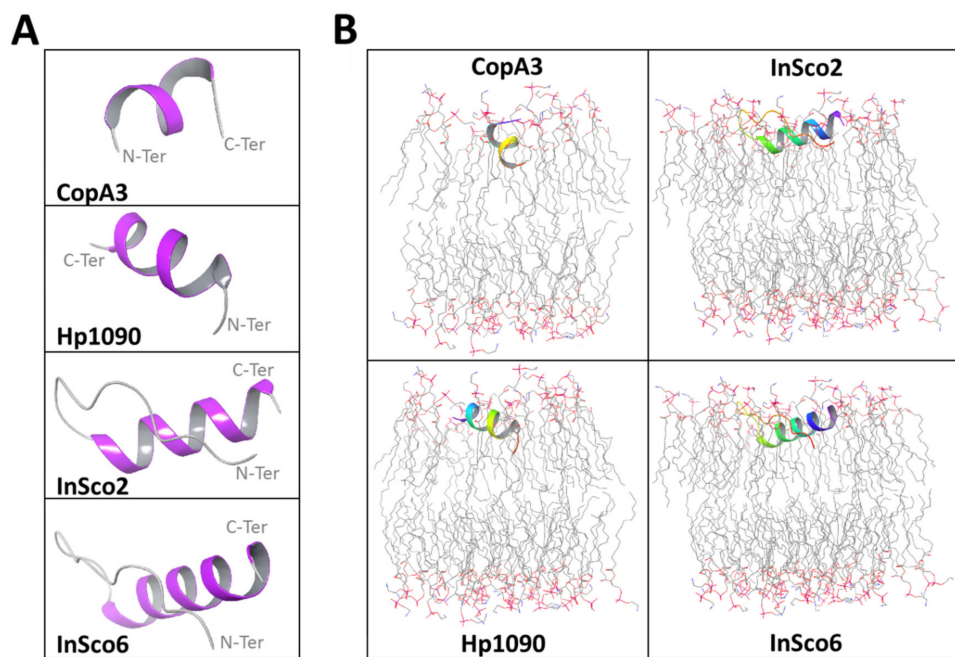 A
B
N-Ter
C-Ter
CopA3
C-Ter
N-Ter
Hp1090
C-Ter
N-Ter
InSco2
C-Ter
N-Ter
InSco6
CopA3
InSco2
Hp1090
InSco6